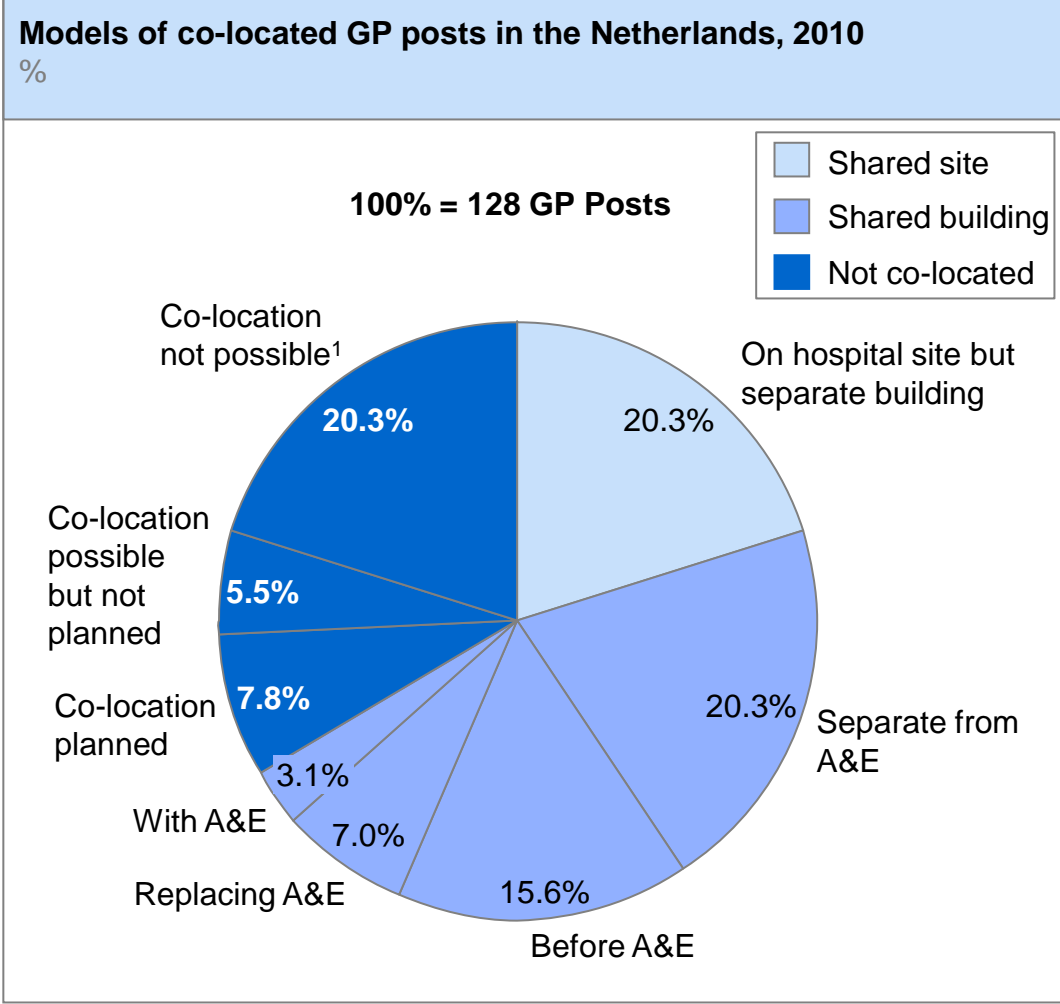 Models of co-located GP posts in the Netherlands, 2010
%
Shared site
Shared building
Not co-located
100% = 128 GP Posts
Co-location
not possible¹
20.3%
20.3%
On hospital site but
separate building
Co-location
possible
but not
planned
5.5%
Co-location
planned
7.8%
20.3%
Separate from
A&E
3.1%
With A&E
7.0%
Replacing A&E
15.6%
Before A&E